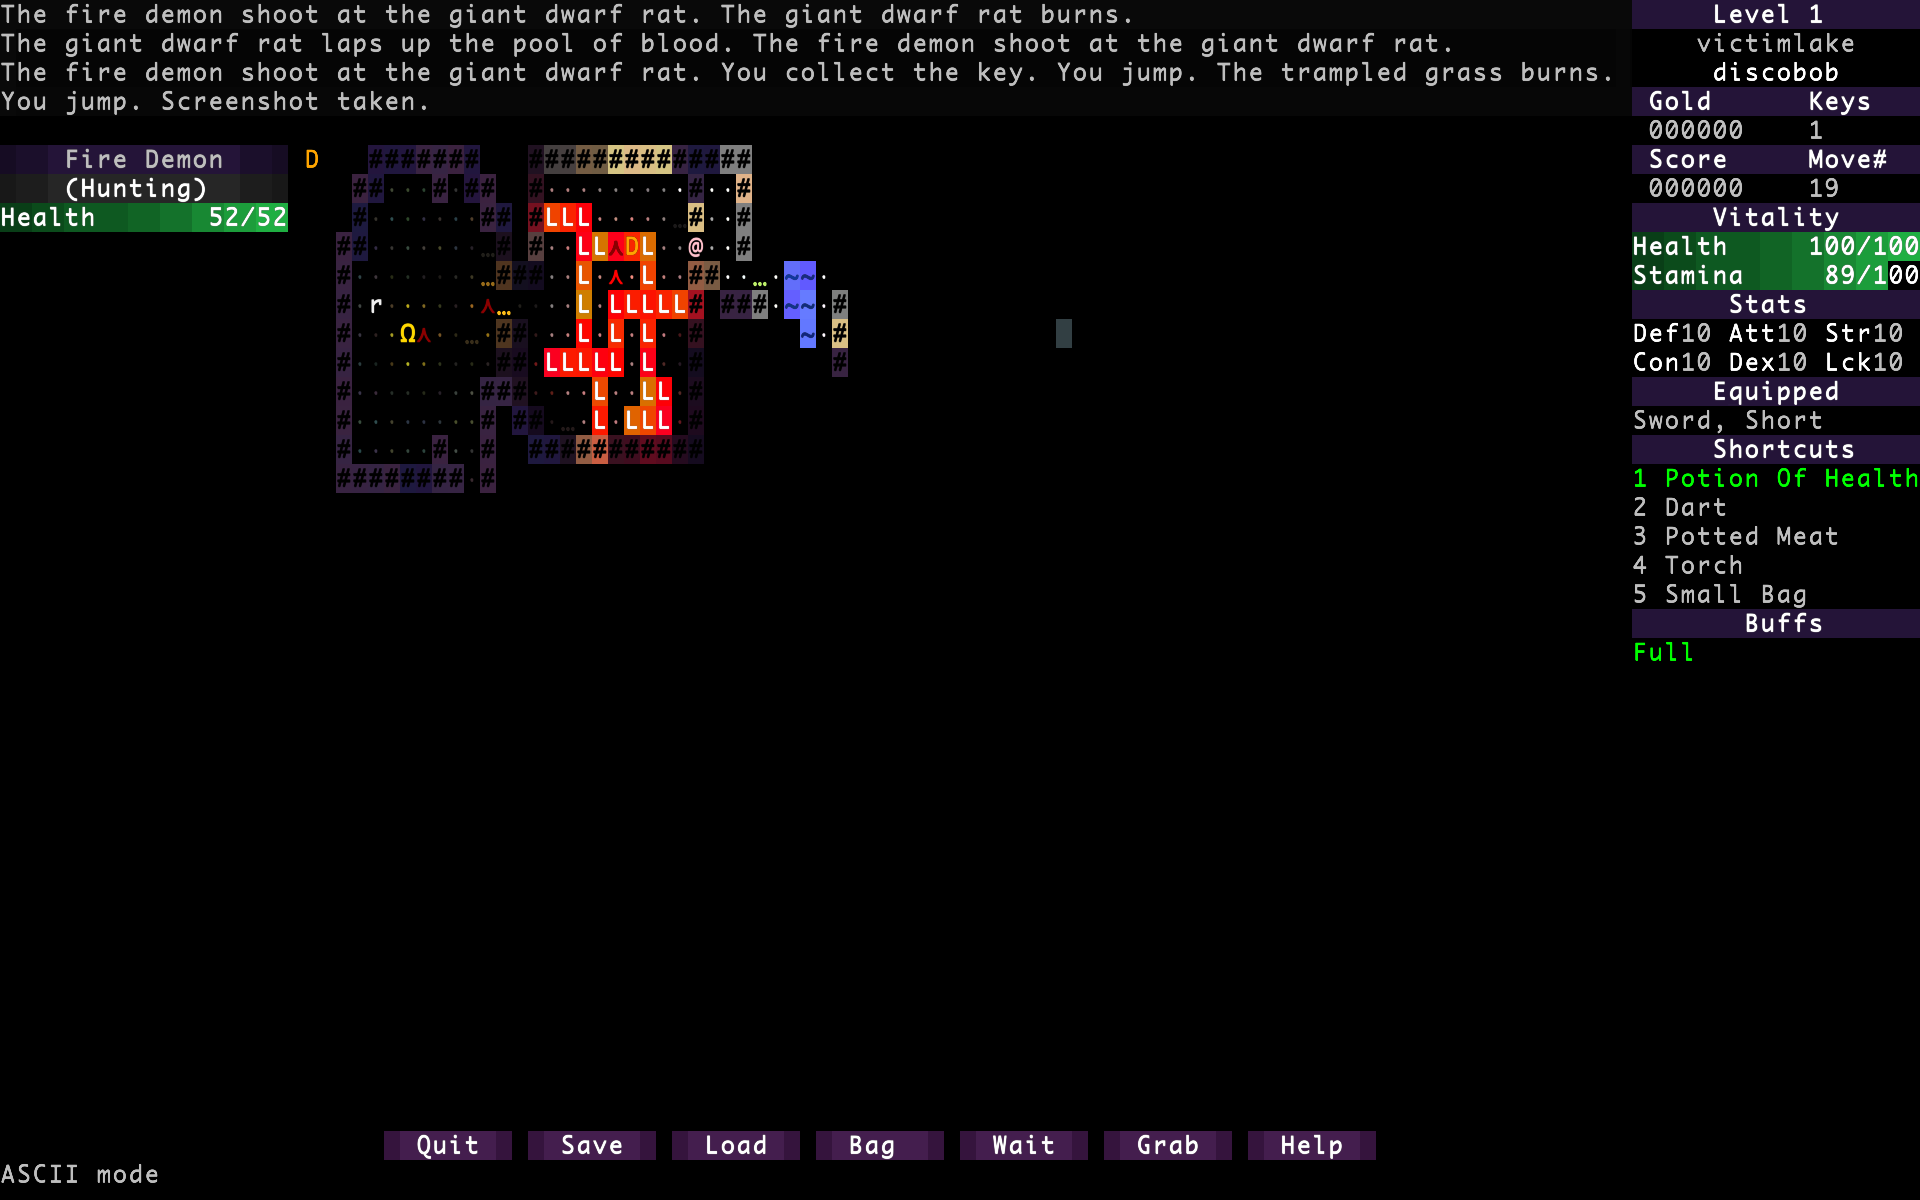 The fire demon shoot at the giant dwarf rat. The giant dwarf rat burns.
The giant dwarf rat laps up the pool of blood. The fire demon shoot at the giant dwarf rat.
The fire demon shoot at the giant dwarf rat. You collect the key. You jump. The trampled grass burns.
You jump. Screenshot taken.
Fire Demon D
(Hunting)
Health 52/52
Level 1
victimlake
discobob
Gold Keys
000000 1
Score Move#
000000 19
Vitality
Health 100/100
Stamina 89/100
Stats
Def10 Att10 Str10
Con10 Dex10 Lck10
Equipped
Sword, Short
Shortcuts
1 Potion Of Health
2 Dart
3 Potted Meat
4 Torch
5 Small Bag
Buffs
Full
Quit Save Load Bag Wait Grab Help
ASCII mode